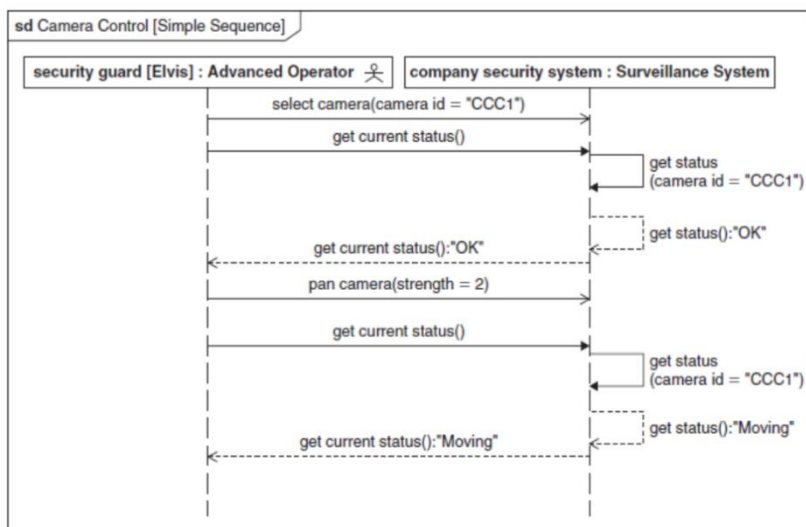 sd Camera Control [Simple Sequence]
security guard [Elvis] : Advanced Operator
company security system : Surveillance System
select camera(camera id = "CCC1")
get current status()
get status
(camera id = "CCC1")
get status():"OK"
get current status():"OK"
pan camera(strength = 2)
get current status()
get status
(camera id = "CCC1")
get status():"Moving"
get current status():"Moving"